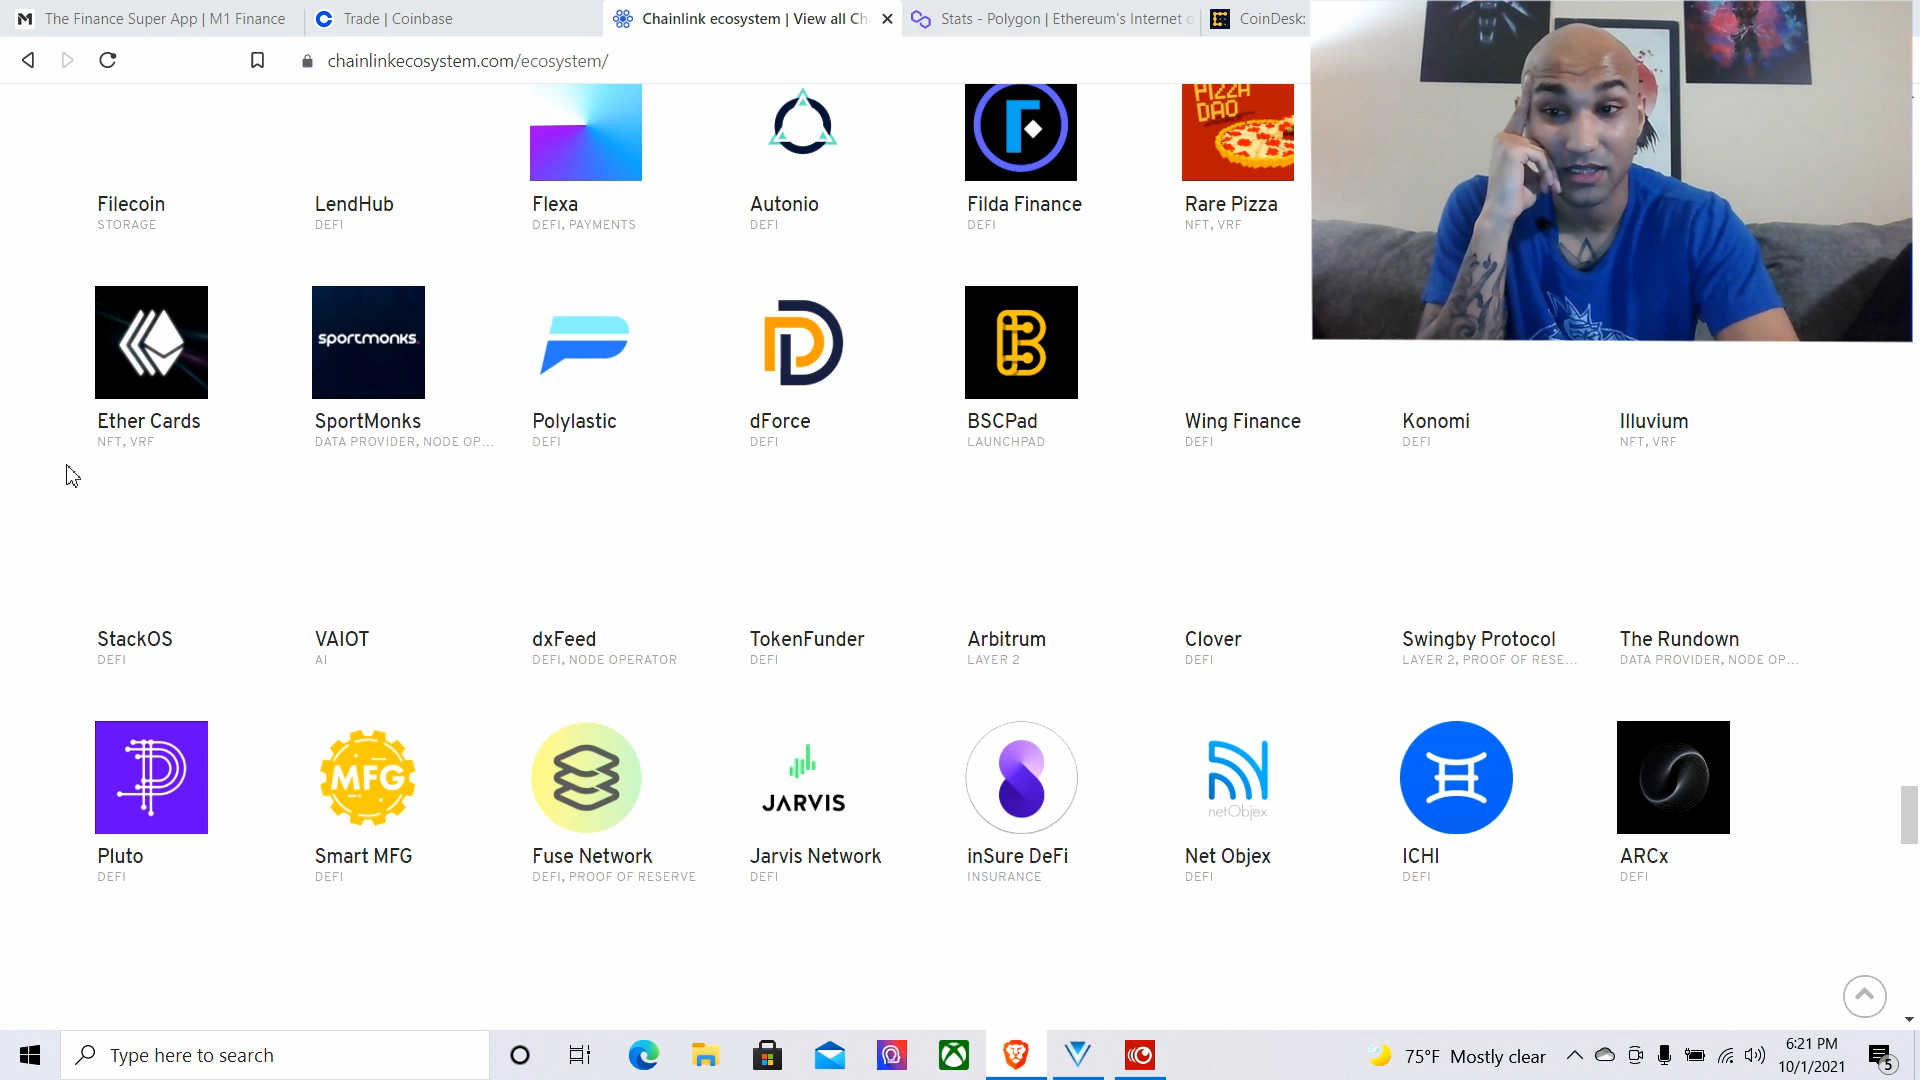 The Finance Super App | M1 Finance
Trade | Coinbase
Chainlink ecosystem | View all Ch
Stats - Polygon | Ethereum's Internet o
CoinDesk:
chainlinkecosystem.com/ecosystem/
PIZZA
DAO
Filecoin
STORAGE
LendHub
DEFI
Flexa
DEFI, PAYMENTS
Autonio
DEFI
Filda Finance
DEFI
Rare Pizza
NFT, VRF
sportmonks
Ether Cards
NFT, VRF
SportMonks
DATA PROVIDER, NODE OP...
Polylastic
DEFI
dForce
DEFI
BSCPad
LAUNCHPAD
Wing Finance
DEFI
Konomi
DEFI
Illuvium
NFT, VRF
StackOS
DEFI
VAIOT
AI
dxFeed
DEFI, NODE OPERATOR
TokenFunder
DEFI
Arbitrum
LAYER 2
Clover
DEFI
Swingby Protocol
LAYER 2, PROOF OF RESE...
The Rundown
DATA PROVIDER, NODE OP...
MFG
JARVIS
netObjex
Pluto
DEFI
Smart MFG
DEFI
Fuse Network
DEFI, PROOF OF RESERVE
Jarvis Network
DEFI
inSure DeFi
INSURANCE
Net Objex
DEFI
ICHI
DEFI
ARCx
DEFI
Type here to search
75°F Mostly clear
6:21 PM
10/1/2021
5